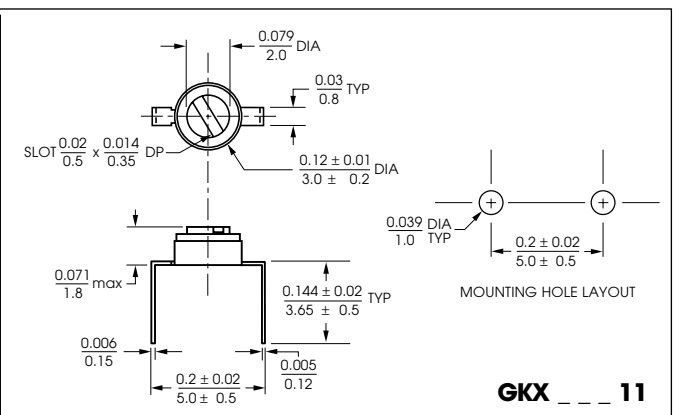 0.079 DIA
2.0
0.03 TYP
0.8
SLOT 0.02 x 0.014 DP
0.5 0.35
0.12 ± 0.01 DIA
3.0 ± 0.2
0.039 DIA
1.0 TYP
0.2 ± 0.02
5.0 ± 0.5
MOUNTING HOLE LAYOUT
0.071 max
1.8
0.144 ± 0.02 TYP
3.65 ± 0.5
0.006
0.15
0.005
0.12
0.2 ± 0.02
5.0 ± 0.5
GKX _ _ _ 11